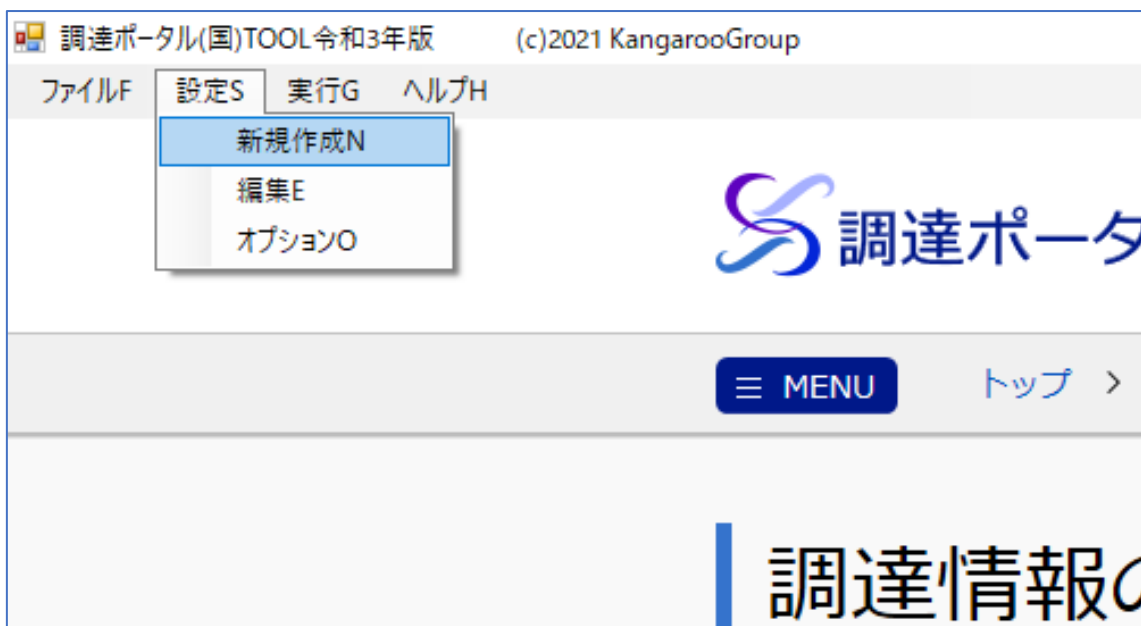 調達ポータル(国)TOOL令和3年版 (c)2021 KangarooGroup
ファイルF 設定S 実行G ヘルプH
新規作成N
編集E
オプションO
調達ポータ
MENU トップ >
調達情報の